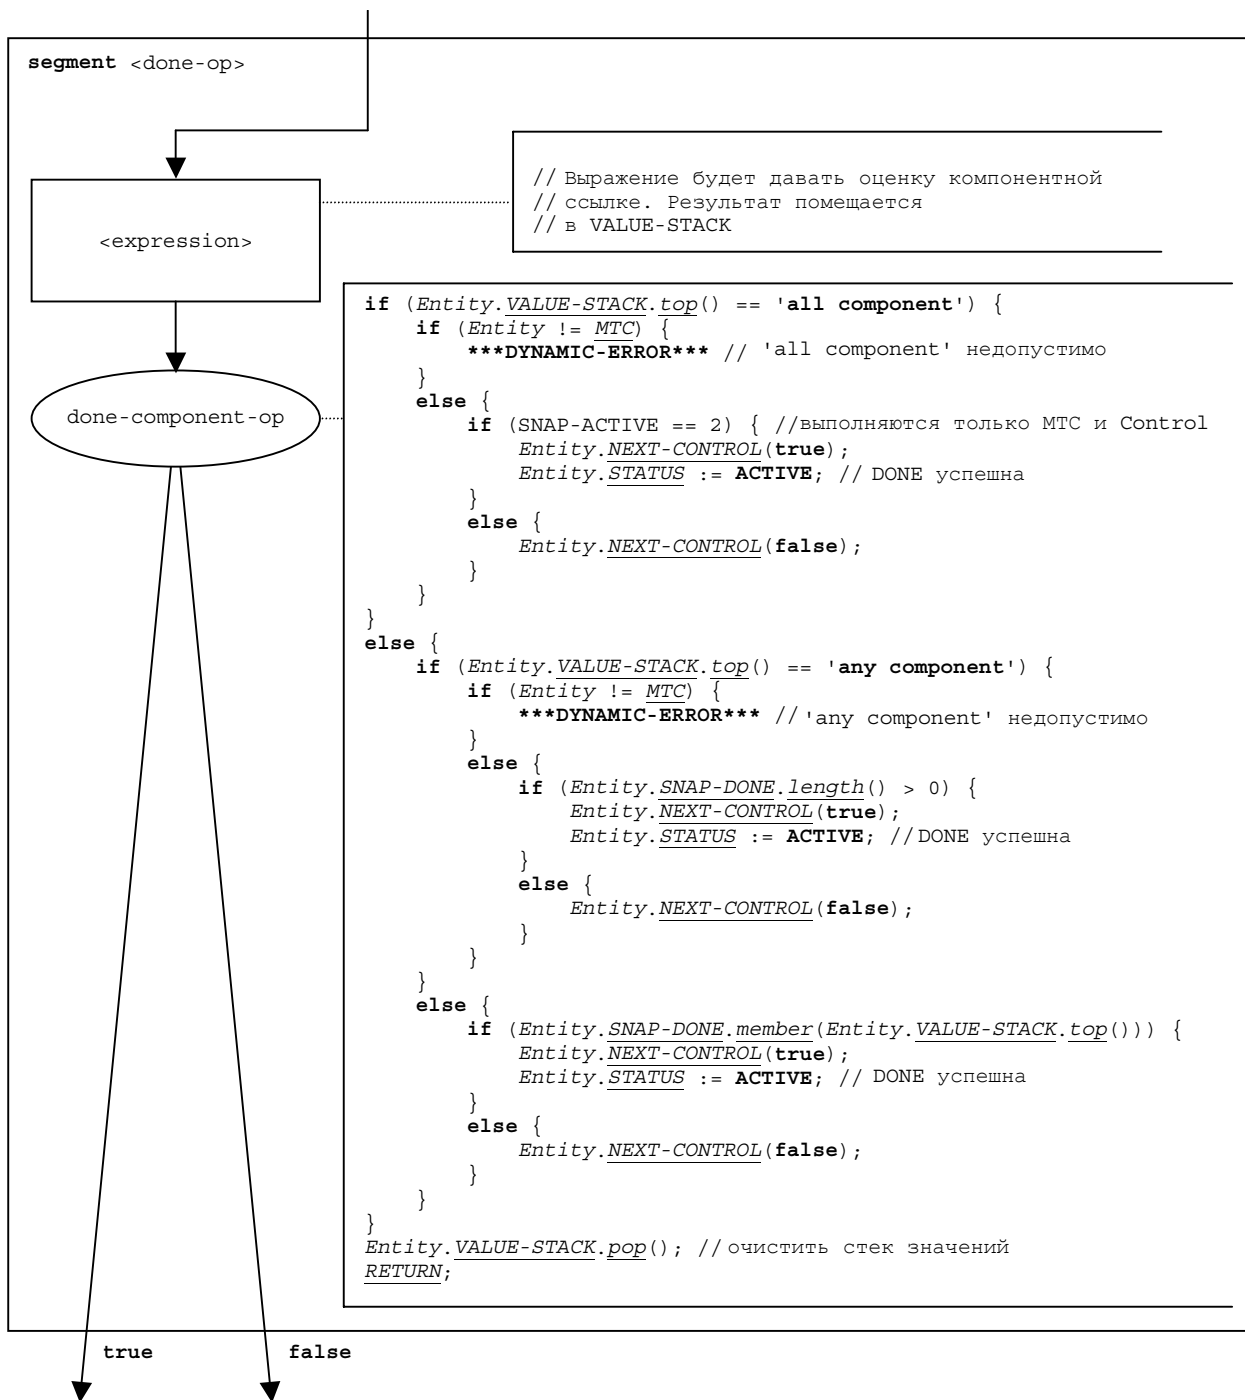 segment <done-op>
// Выражение будет давать оценку компонентной
// ссылке. Результат помещается
// в VALUE-STACK
<expression>
done-component-op
if (Entity.VALUE-STACK.top() == 'all component') {
if (Entity != MTC) {
***DYNAMIC-ERROR*** // 'all component' недопустимо
}
else {
if (SNAP-ACTIVE == 2) { //выполняются только MTC и Control
Entity.NEXT-CONTROL(true);
Entity.STATUS := ACTIVE; // DONE успешна
}
else {
Entity.NEXT-CONTROL(false);
}
}
}
else {
if (Entity.VALUE-STACK.top() == 'any component') {
if (Entity != MTC) {
***DYNAMIC-ERROR*** // 'any component' недопустимо
}
else {
if (Entity.SNAP-DONE.length() > 0) {
Entity.NEXT-CONTROL(true);
Entity.STATUS := ACTIVE; // DONE успешна
}
else {
Entity.NEXT-CONTROL(false);
}
}
}
else {
if (Entity.SNAP-DONE.member(Entity.VALUE-STACK.top())) {
Entity.NEXT-CONTROL(true);
Entity.STATUS := ACTIVE; // DONE успешна
}
else {
Entity.NEXT-CONTROL(false);
}
}
}
Entity.VALUE-STACK.pop(); // очистить стек значений
RETURN;
true
false